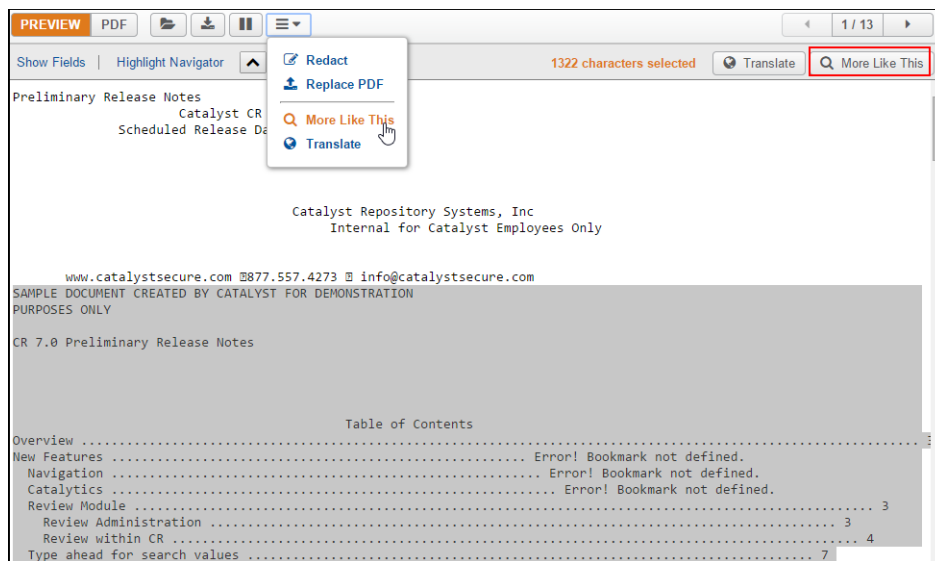 PREVIEW PDF 1 / 13
Show Fields | Highlight Navigator 1322 characters selected Translate More Like This
Redact
Replace PDF
More Like This
Translate
Preliminary Release Notes
Catalyst CR
Scheduled Release Da
Catalyst Repository Systems, Inc
Internal for Catalyst Employees Only
www.catalystsecure.com 877.557.4273 info@catalystsecure.com
SAMPLE DOCUMENT CREATED BY CATALYST FOR DEMONSTRATION
PURPOSES ONLY
CR 7.0 Preliminary Release Notes
Table of Contents
Overview ................................................................................................................ 3
New Features ....................................................... Error! Bookmark not defined.
Navigation ......................................................... Error! Bookmark not defined.
Catalytics ........................................................... Error! Bookmark not defined.
Review Module ...................................................................................................... 3
Review Administration ................................................................................... 3
Review within CR ............................................................................................ 4
Type ahead for search values ........................................................................... 7